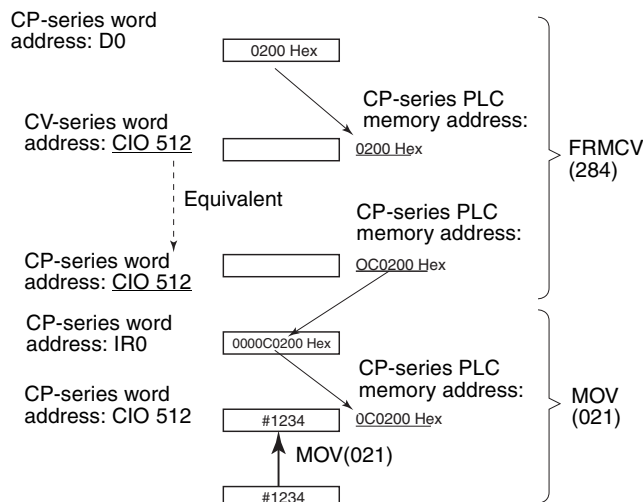 CP-series word
address: D0
0200 Hex
CP-series PLC
memory address:
CV-series word
address: CIO 512
0200 Hex
FRMCV
(284)
Equivalent
CP-series PLC
memory address:
CP-series word
address: CIO 512
OC0200 Hex
CP-series word
address: IR0
0000C0200 Hex
CP-series PLC
memory address:
MOV
(021)
CP-series word
address: CIO 512
#1234
0C0200 Hex
MOV(021)
#1234